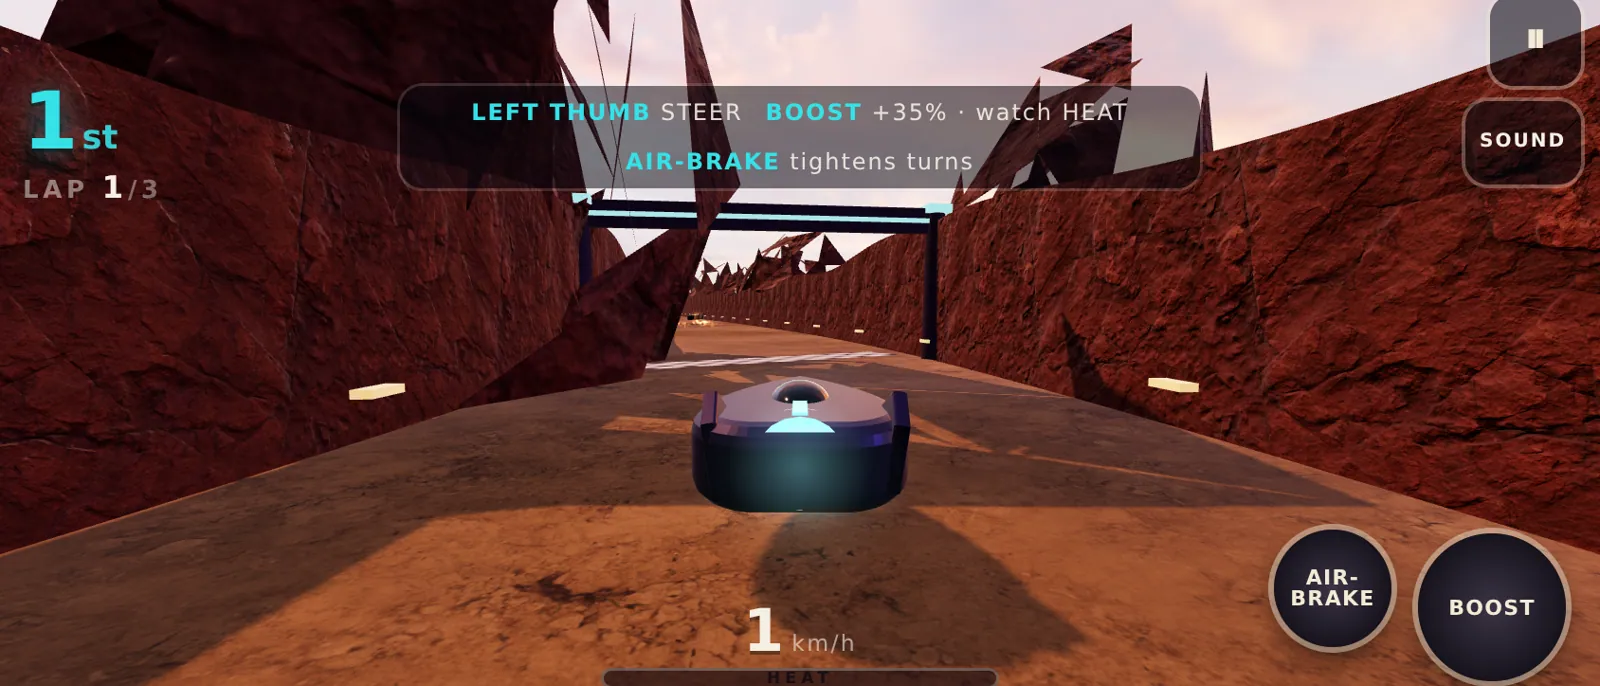 1st
LAP 1/3
LEFT THUMB STEER BOOST +35% · watch HEAT
AIR-BRAKE tightens turns
SOUND
AIR-
BRAKE
BOOST
1 km/h
HEAT